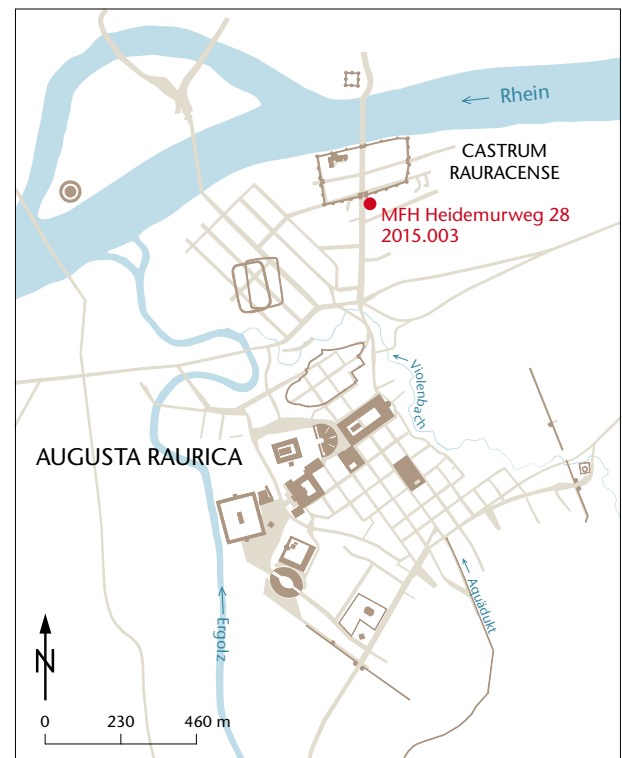 Rhein
CASTRUM
RAURACENSE
MFH Heidemurweg 28
2015.003
Violenbach
AUGUSTA RAURICA
Ergolz
Aquädukt
N
0 230 460 m